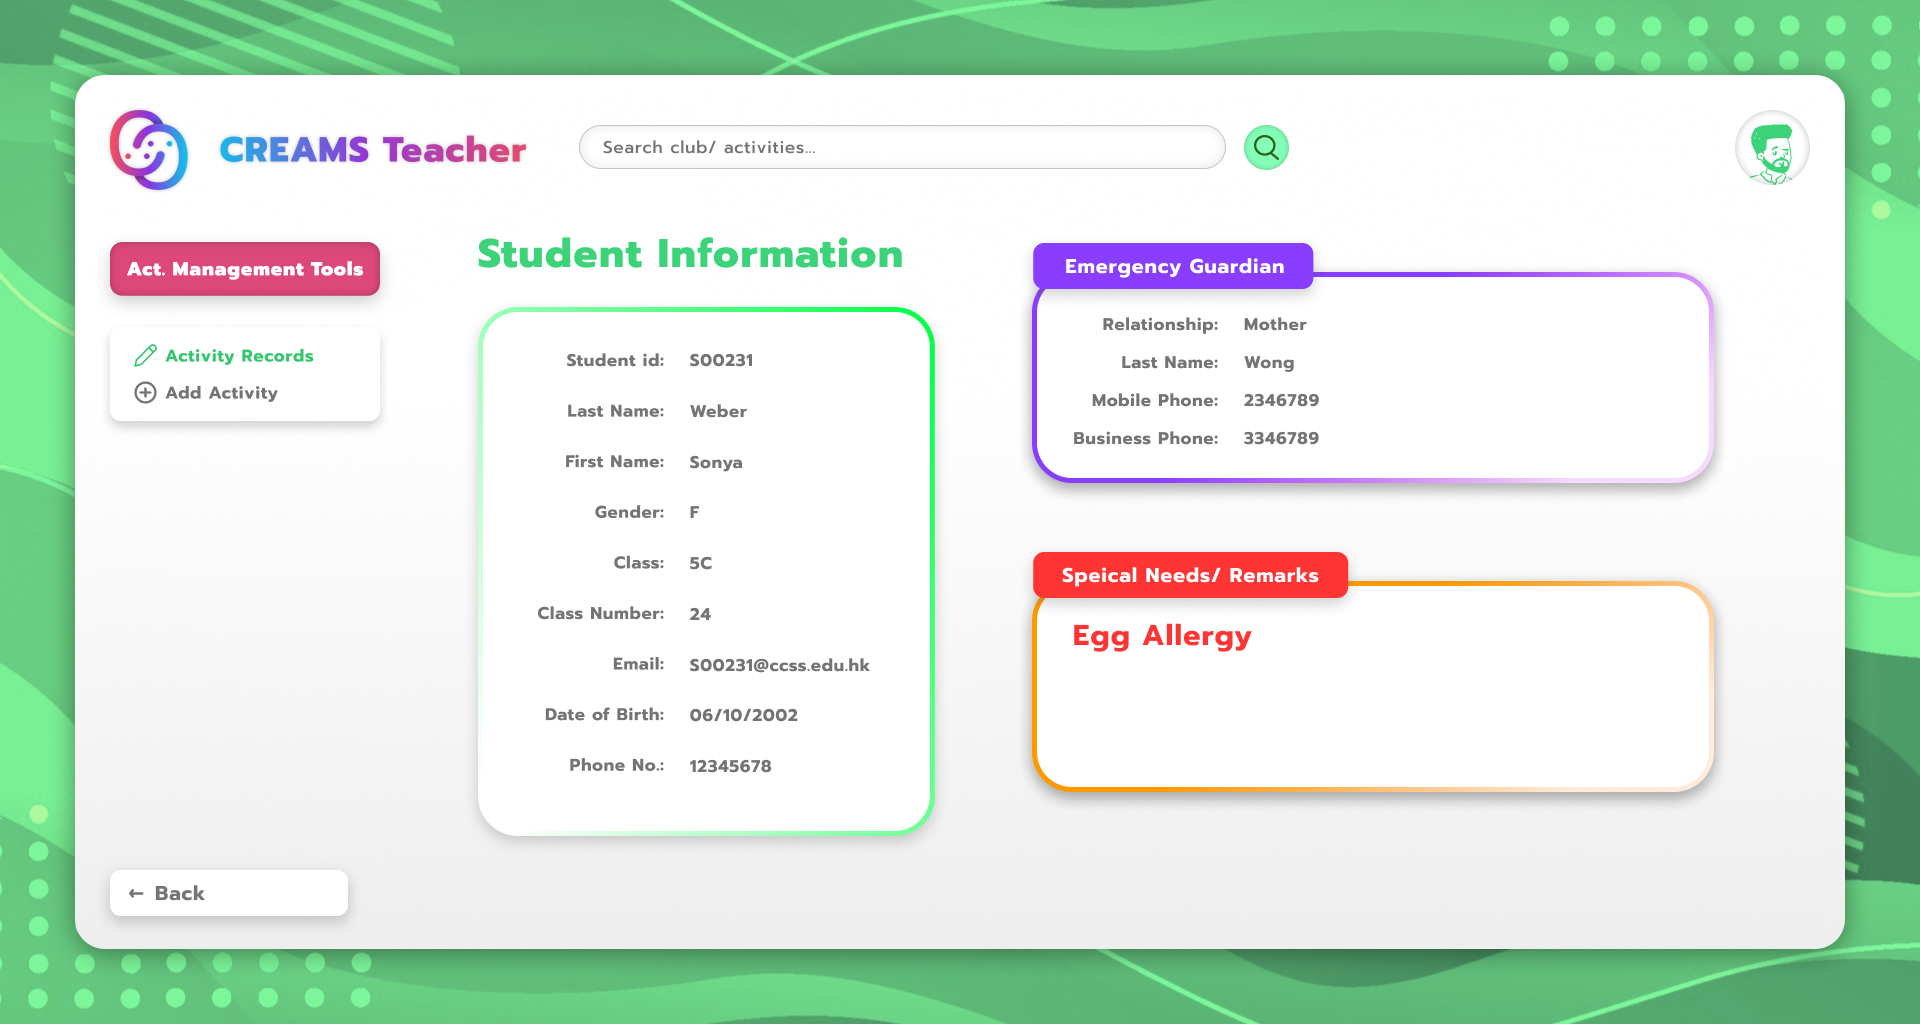 CREAMS Teacher
Search club/ activities...
Act. Management Tools
Activity Records
Add Activity
← Back
Student Information
Student id: S00231
Last Name: Weber
First Name: Sonya
Gender: F
Class: 5C
Class Number: 24
Email: S00231@ccss.edu.hk
Date of Birth: 06/10/2002
Phone No.: 12345678
Emergency Guardian
Relationship: Mother
Last Name: Wong
Mobile Phone: 2346789
Business Phone: 3346789
Speical Needs/ Remarks
Egg Allergy